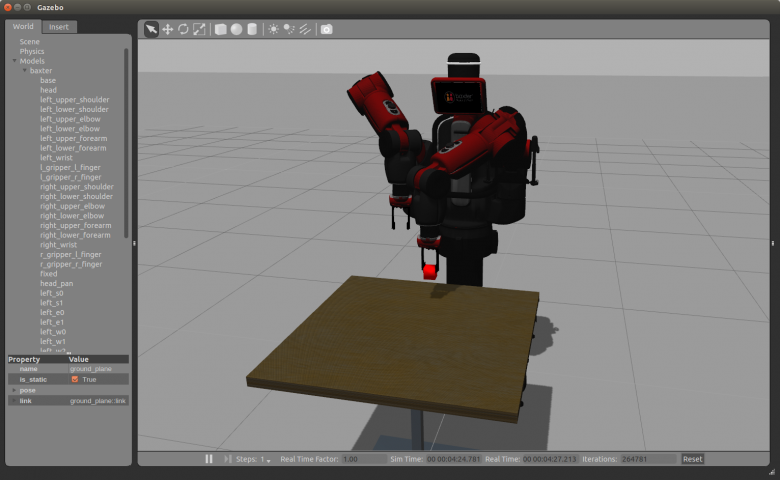 Gazebo
World Insert
Scene
Physics
Models
baxter
base
head
left_upper_shoulder
left_lower_shoulder
left_upper_elbow
left_lower_elbow
left_upper_forearm
left_lower_forearm
left_wrist
l_gripper_l_finger
l_gripper_r_finger
right_upper_shoulder
right_lower_shoulder
right_upper_elbow
right_lower_elbow
right_upper_forearm
right_lower_forearm
right_wrist
r_gripper_l_finger
r_gripper_r_finger
fixed
head_pan
left_s0
left_s1
left_e0
left_e1
left_w0
left_w1
left_w2
Property Value
name ground_plane
is_static True
pose
link ground_plane::link
baxter
Steps: 1 Real Time Factor: 1.00 Sim Time: 00 00:04:24.781 Real Time: 00 00:04:27.213 Iterations: 264781 Reset